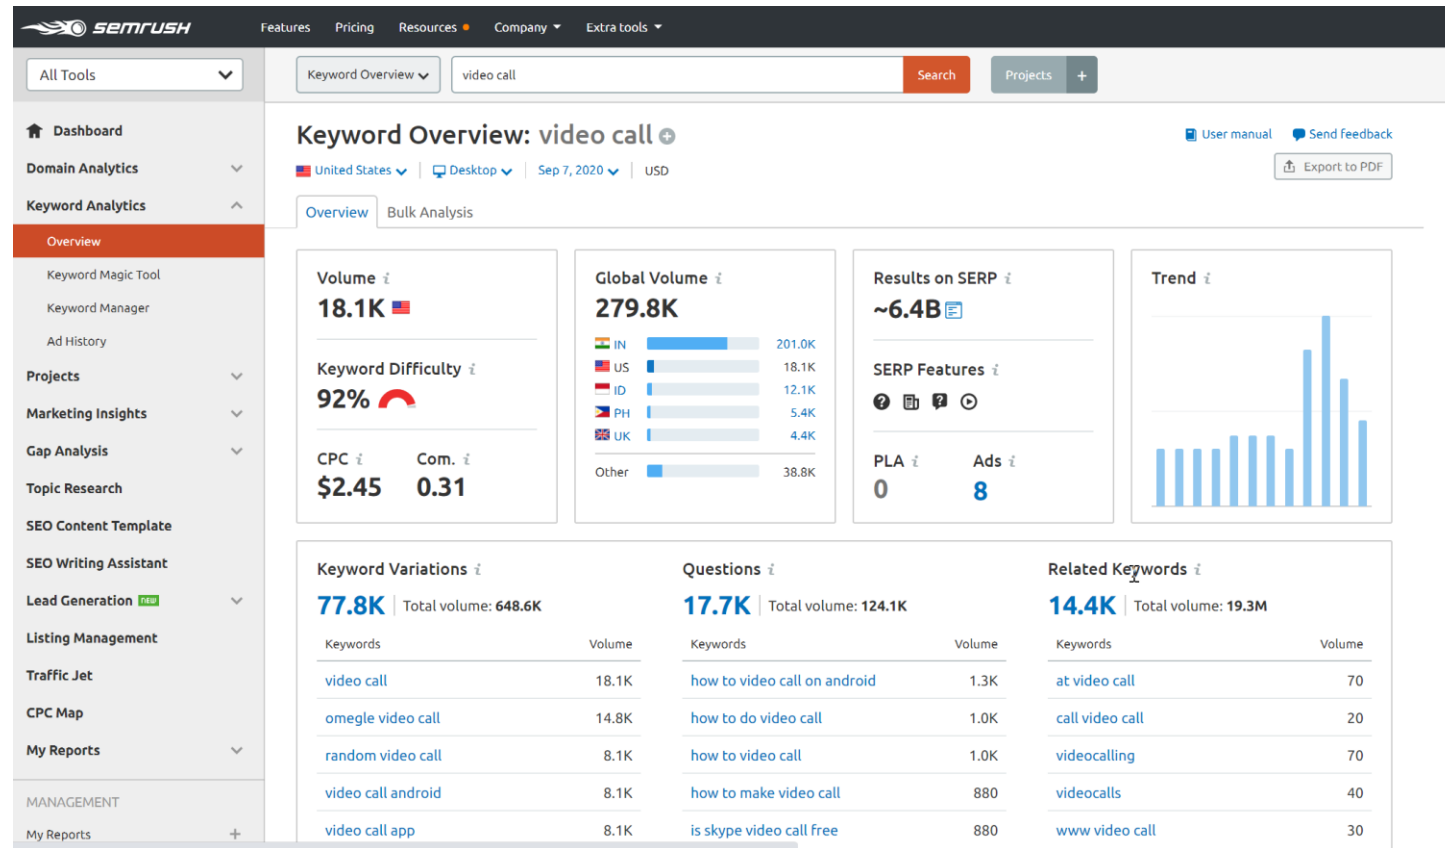 semrush Features Pricing Resources Company Extra tools
All Tools
Keyword Overview video call Search Projects +
Dashboard
Domain Analytics
Keyword Analytics
Overview
Keyword Magic Tool
Keyword Manager
Ad History
Projects
Marketing Insights
Gap Analysis
Topic Research
SEO Content Template
SEO Writing Assistant
Lead Generation NEW
Listing Management
Traffic Jet
CPC Map
My Reports
MANAGEMENT
My Reports +
Keyword Overview: video call
User manual Send feedback
United States Desktop Sep 7, 2020 USD
Export to PDF
Overview Bulk Analysis
Volume i
18.1K
Keyword Difficulty i
92%
CPC i Com. i
$2.45 0.31
Global Volume i
279.8K
IN 201.0K
US 18.1K
ID 12.1K
PH 5.4K
UK 4.4K
Other 38.8K
Results on SERP i
~6.4B
SERP Features i
PLA i Ads i
0 8
Trend i
Keyword Variations i
77.8K Total volume: 648.6K
Keywords Volume
video call 18.1K
omegle video call 14.8K
random video call 8.1K
video call android 8.1K
video call app 8.1K
Questions i
17.7K Total volume: 124.1K
Keywords Volume
how to video call on android 1.3K
how to do video call 1.0K
how to video call 1.0K
how to make video call 880
is skype video call free 880
Related Keywords i
14.4K Total volume: 19.3M
Keywords Volume
at video call 70
call video call 20
videocalling 70
videocalls 40
www video call 30